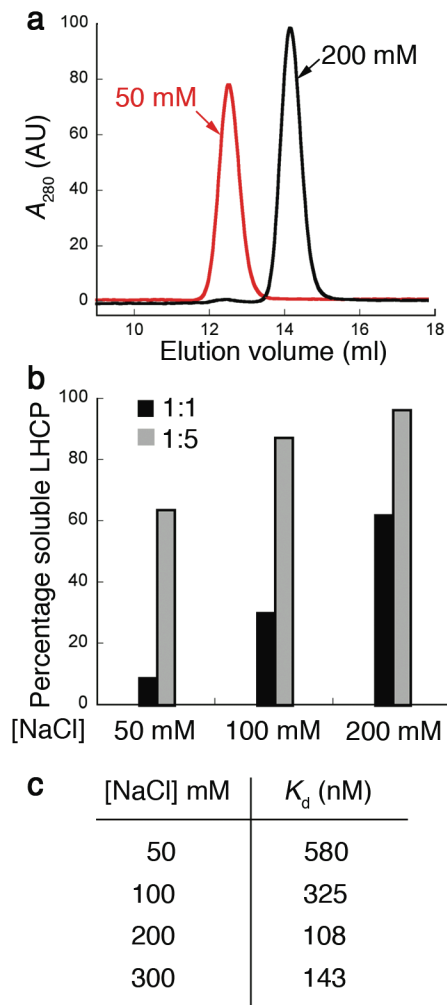 a
100
80
60
40
20
0
A280 (AU)
50 mM
200 mM
10 12 14 16 18
Elution volume (ml)
b
1:1
1:5
100
80
60
40
20
0
Percentage soluble LHCP
[NaCl] 50 mM 100 mM 200 mM
c
[NaCl] mM Kd (nM)
50 580
100 325
200 108
300 143